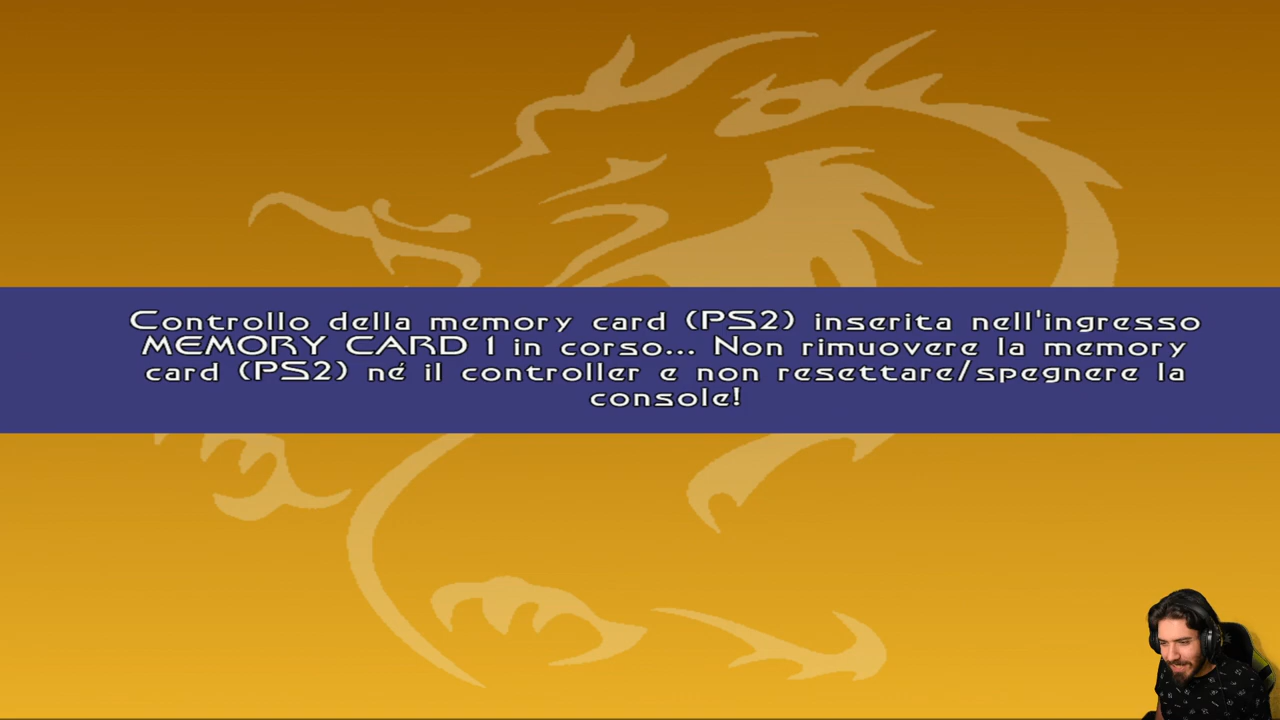 Controllo della memory card (PS2) inserita nell'ingresso
MEMORY CARD 1 in corso... Non rimuovere la memory
card (PS2) né il controller e non resettare/spegnere la
console!